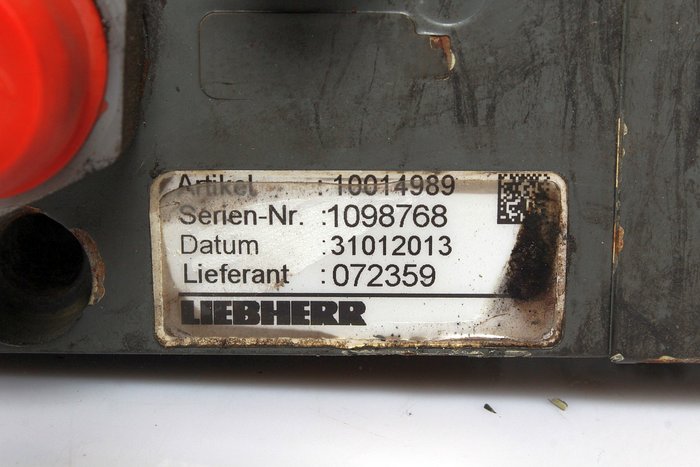 Artikel : 10014989
Serien-Nr. :1098768
Datum :31012013
Lieferant :072359
LIEBHERR